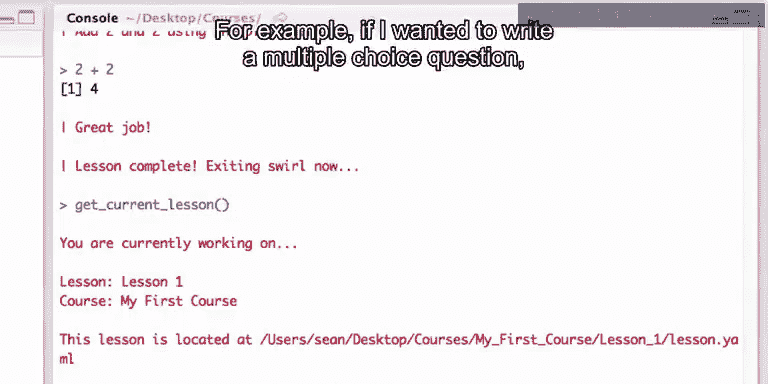 Console ~/Desktop/Courses/
For example, if I wanted to write
a multiple choice question,
> 2 + 2
[1] 4
| Great job!
| Lesson complete! Exiting swirl now...
> get_current_lesson()
You are currently working on...
Lesson: Lesson 1
Course: My First Course
This lesson is located at /Users/sean/Desktop/Courses/My_First_Course/Lesson_1/lesson.ya
ml